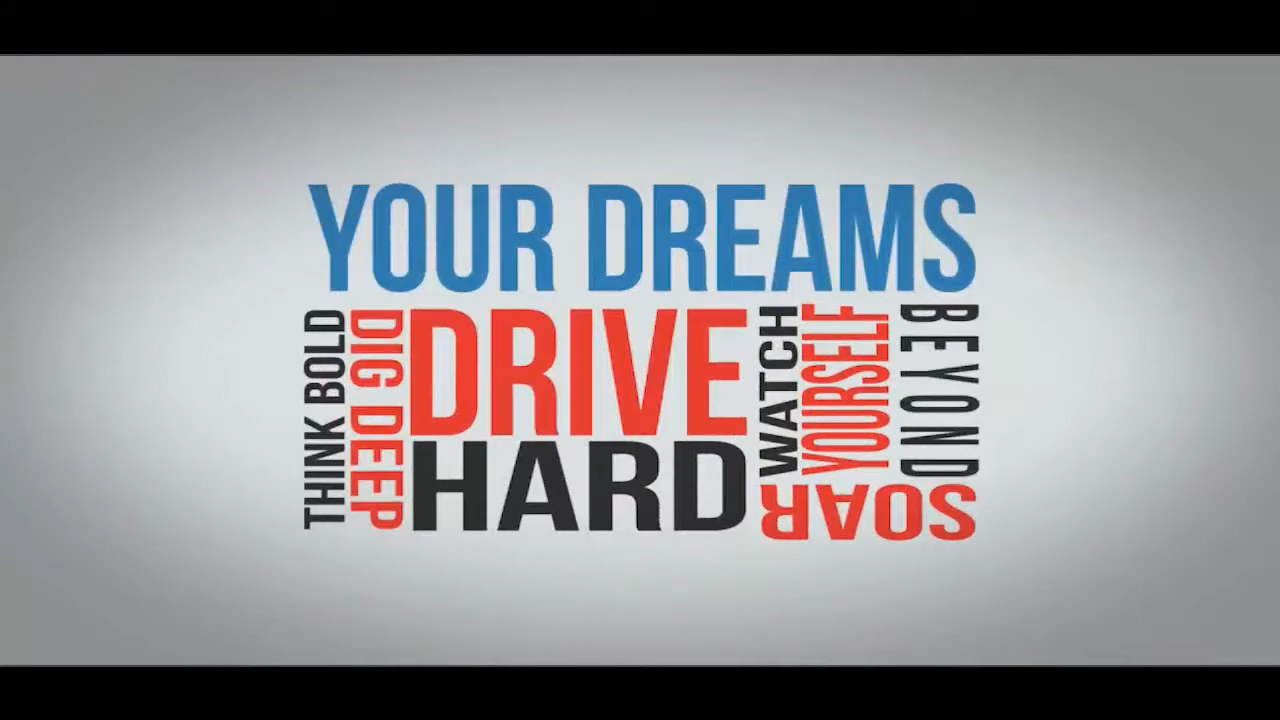 YOUR DREAMS
THINK BOLD
DIG DEEP
DRIVE
HARD
WATCH
YOURSELF
SOAR
BEYOND